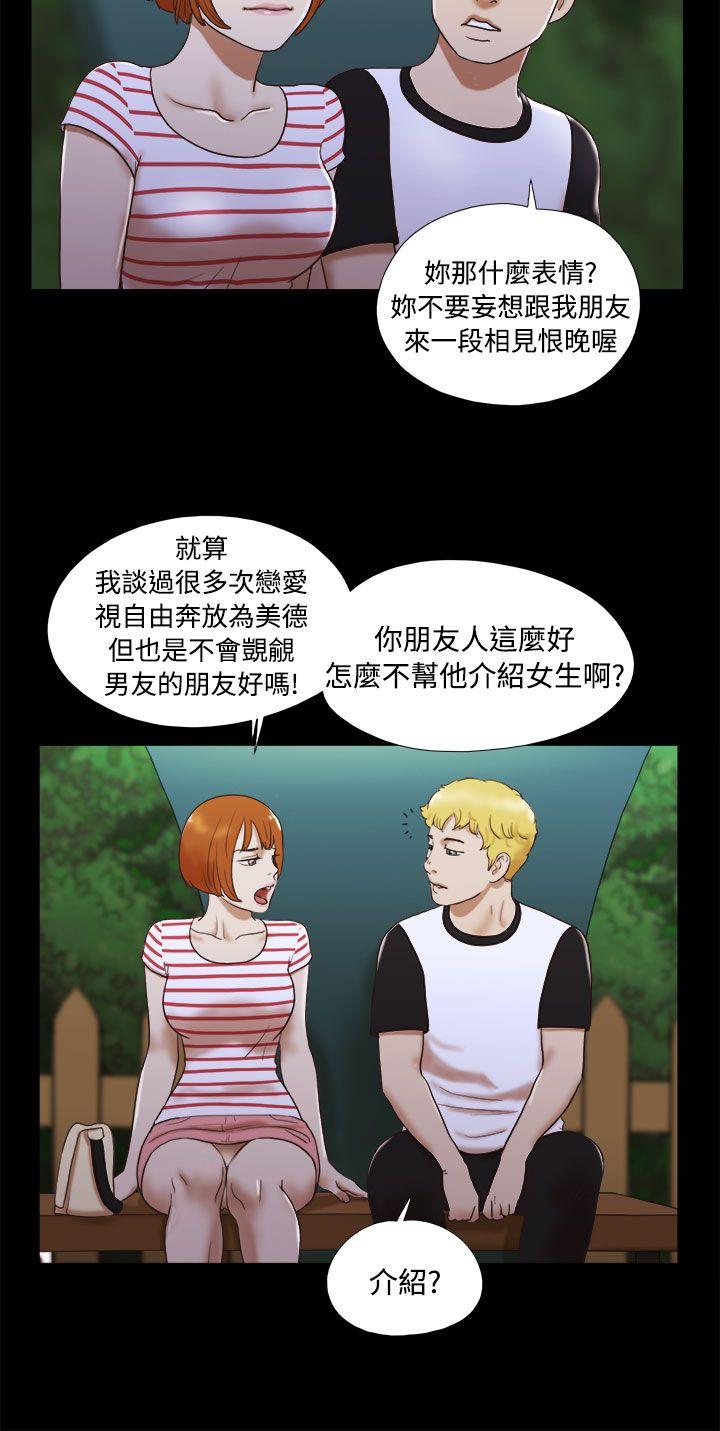 妳那什麼表情?
妳不要妄想跟我朋友
來一段相見恨晚喔
就算
我談過很多次戀愛
視自由奔放為美德
但也是不會覬覦
男友的朋友好嗎!
你朋友人這麼好
怎麼不幫他介紹女生啊?
介紹?